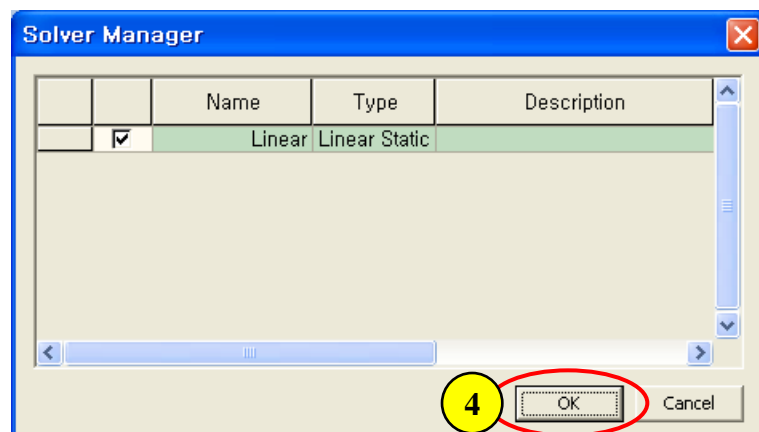 Solver Manager
Name Type Description
Linear Linear Static
4 OK Cancel